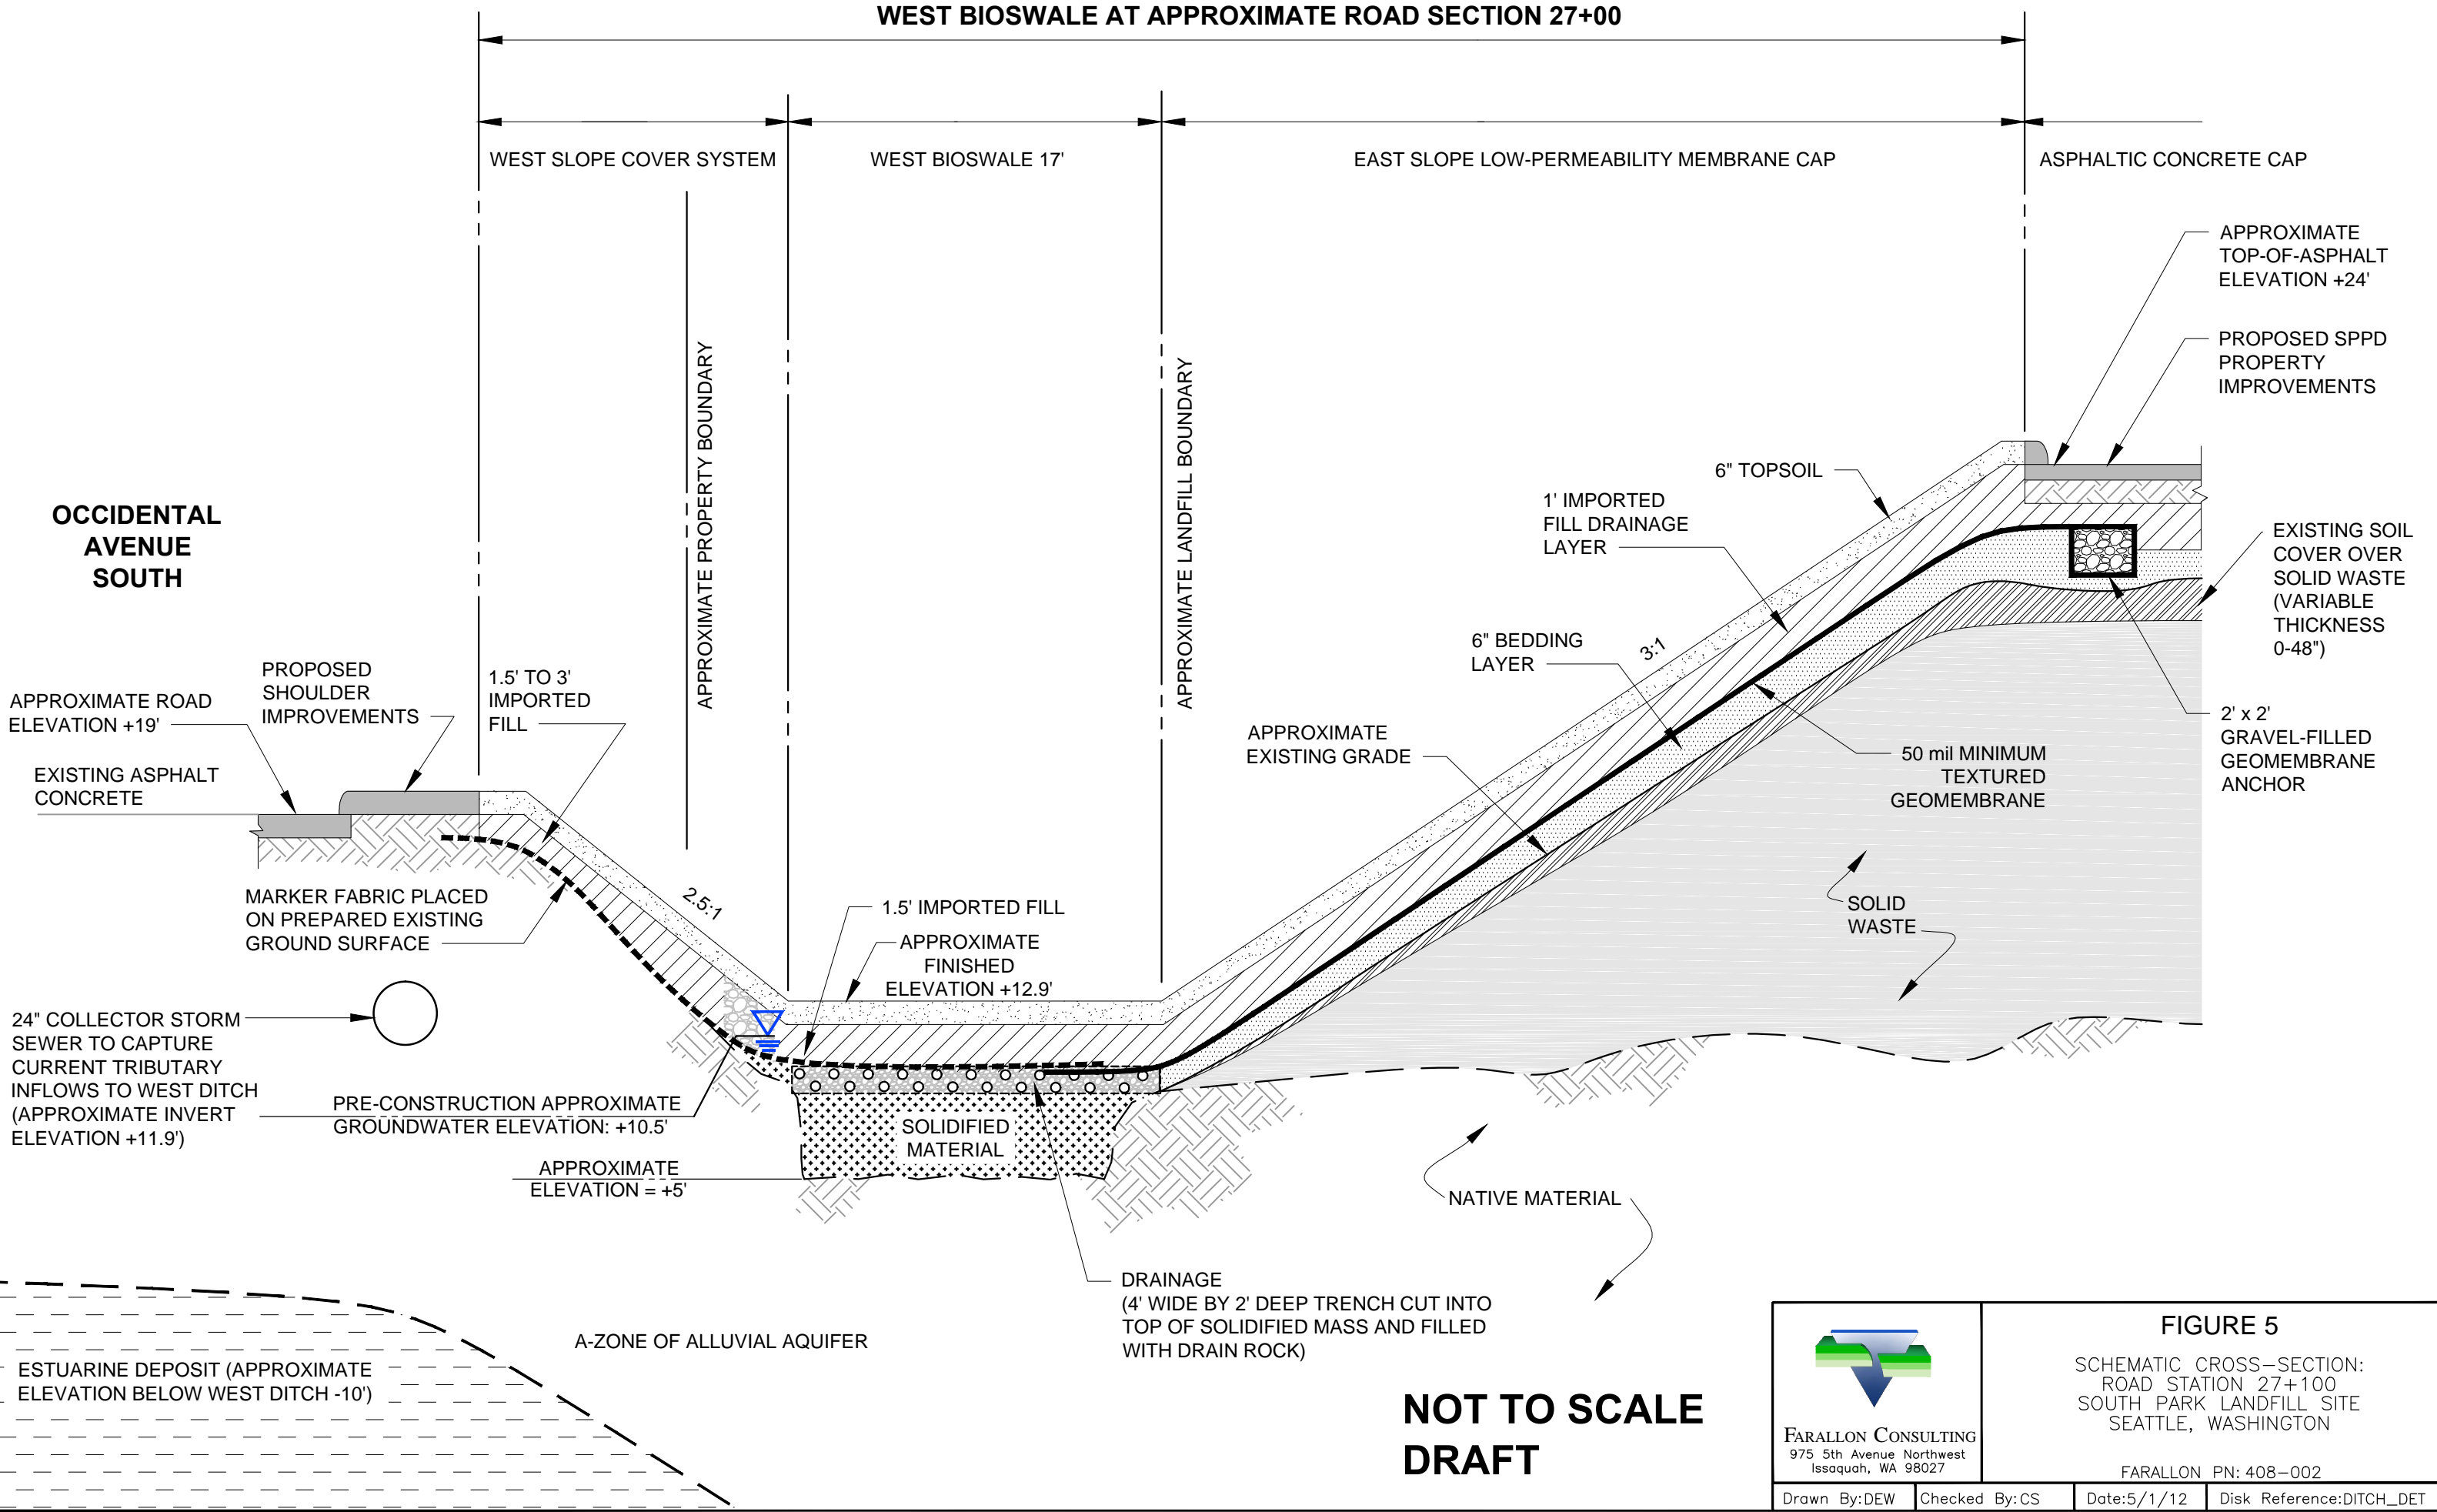 WEST BIOSWALE AT APPROXIMATE ROAD SECTION 27+00
WEST SLOPE COVER SYSTEM
WEST BIOSWALE 17'
EAST SLOPE LOW-PERMEABILITY MEMBRANE CAP
ASPHALTIC CONCRETE CAP
APPROXIMATE PROPERTY BOUNDARY
APPROXIMATE LANDFILL BOUNDARY
APPROXIMATE
TOP-OF-ASPHALT
ELEVATION +24'
PROPOSED SPPD
PROPERTY
IMPROVEMENTS
6" TOPSOIL
1' IMPORTED
FILL DRAINAGE
LAYER
EXISTING SOIL
COVER OVER
SOLID WASTE
(VARIABLE
THICKNESS
0-48")
OCCIDENTAL
AVENUE
SOUTH
6" BEDDING
LAYER
3:1
PROPOSED
SHOULDER
IMPROVEMENTS
1.5' TO 3'
IMPORTED
FILL
APPROXIMATE ROAD
ELEVATION +19'
EXISTING ASPHALT
CONCRETE
APPROXIMATE
EXISTING GRADE
50 mil MINIMUM
TEXTURED
GEOMEMBRANE
2' x 2'
GRAVEL-FILLED
GEOMEMBRANE
ANCHOR
MARKER FABRIC PLACED
ON PREPARED EXISTING
GROUND SURFACE
2.5:1
1.5' IMPORTED FILL
APPROXIMATE
FINISHED
ELEVATION +12.9'
SOLID
WASTE
24" COLLECTOR STORM
SEWER TO CAPTURE
CURRENT TRIBUTARY
INFLOWS TO WEST DITCH
(APPROXIMATE INVERT
ELEVATION +11.9')
PRE-CONSTRUCTION APPROXIMATE
GROUNDWATER ELEVATION: +10.5'
SOLIDIFIED
MATERIAL
APPROXIMATE
ELEVATION = +5'
NATIVE MATERIAL
DRAINAGE
(4' WIDE BY 2' DEEP TRENCH CUT INTO
TOP OF SOLIDIFIED MASS AND FILLED
WITH DRAIN ROCK)
A-ZONE OF ALLUVIAL AQUIFER
ESTUARINE DEPOSIT (APPROXIMATE
ELEVATION BELOW WEST DITCH -10')
NOT TO SCALE
DRAFT
FARALLON CONSULTING
975 5th Avenue Northwest
Issaquah, WA 98027
FIGURE 5
SCHEMATIC CROSS-SECTION:
ROAD STATION 27+100
SOUTH PARK LANDFILL SITE
SEATTLE, WASHINGTON
FARALLON PN: 408-002
Drawn By:DEW
Checked By:CS
Date:5/1/12
Disk Reference:DITCH_DET